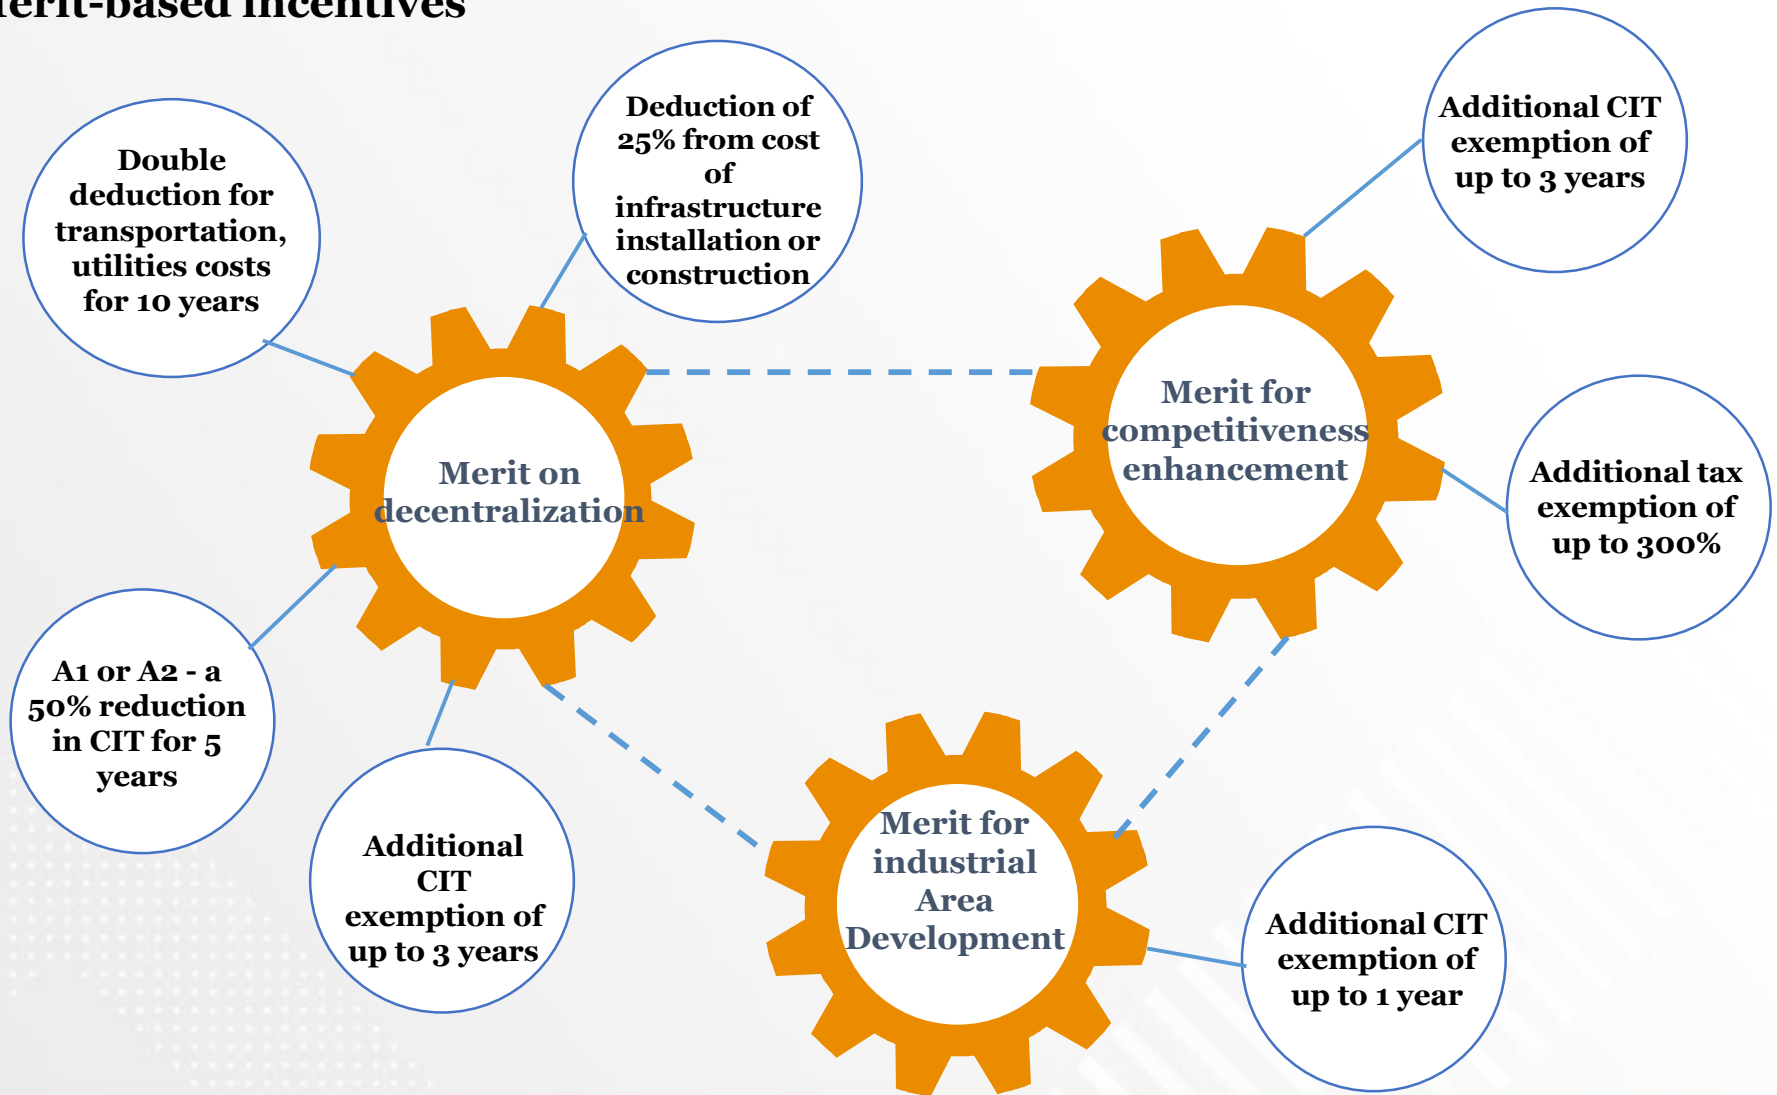 erit-based incentives
Double
deduction for
transportation,
utilities costs
for 10 years
Deduction of
25% from cost
of
infrastructure
installation or
construction
Additional CIT
exemption of
up to 3 years
Merit on
decentralization
Merit for
competitiveness
enhancement
Additional tax
exemption of
up to 300%
A1 or A2 - a
50% reduction
in CIT for 5
years
Additional
CIT
exemption of
up to 3 years
Merit for
industrial
Area
Development
Additional CIT
exemption of
up to 1 year